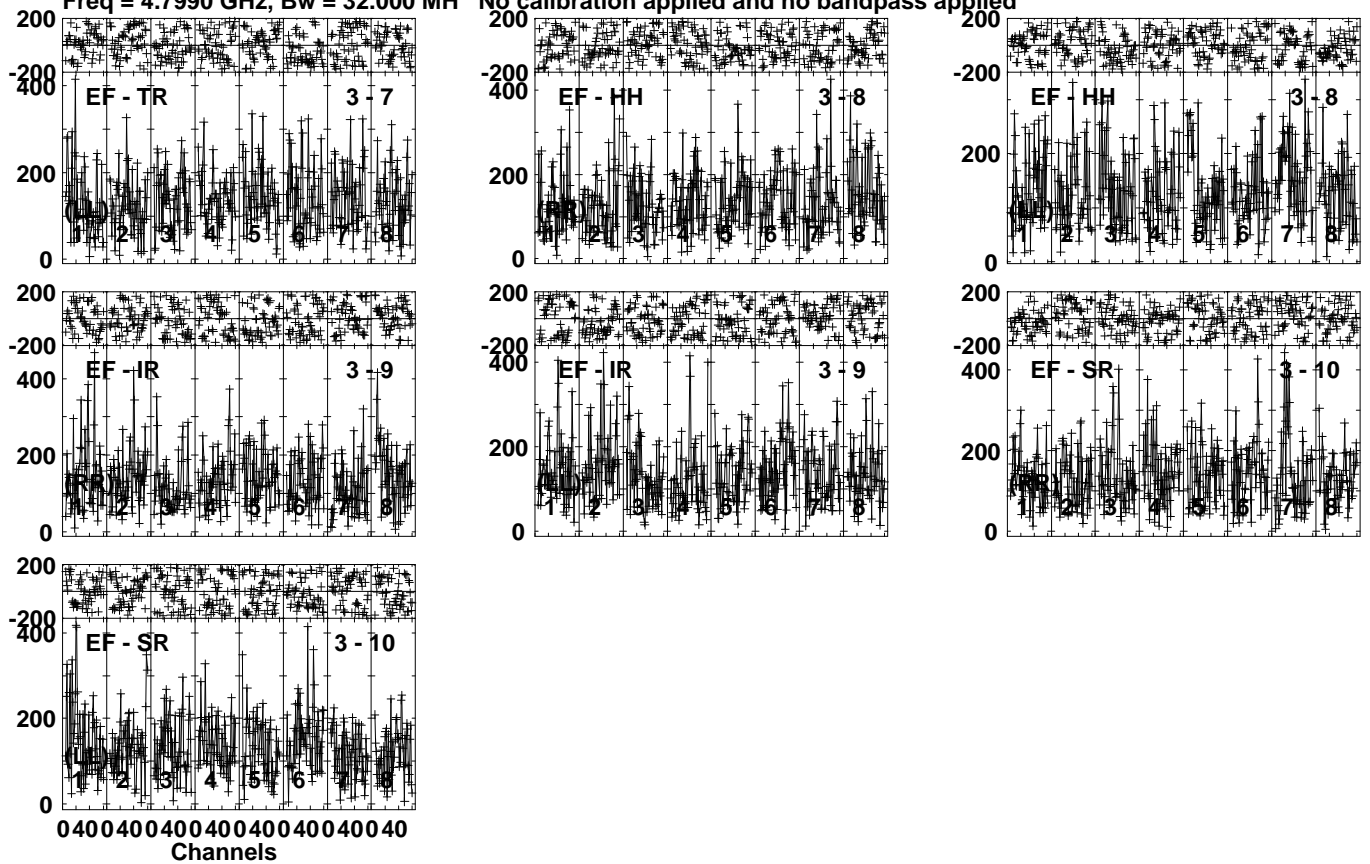 Freq = 4.7990 GHz, Bw = 32.000 MH No calibration applied and no bandpass applied
200
-200
400
200
0
EF - TR 3 - 7
(LL)
1 2 3 4 5 6 7 8
200
-200
400
200
0
EF - HH 3 - 8
(RR)
1 2 3 4 5 6 7 8
200
-200
200
0
EF - HH 3 - 8
(LL)
1 2 3 4 5 6 7 8
200
-200
400
200
0
EF - IR 3 - 9
(RR)
1 2 3 4 5 6 7 8
200
-200
400
200
0
EF - IR 3 - 9
(LL)
1 2 3 4 5 6 7 8
200
-200
400
200
0
EF - SR 3 - 10
(RR)
1 2 3 4 5 6 7 8
200
-200
400
200
0
EF - SR 3 - 10
(LL)
1 2 3 4 5 6 7 8
0 40 0 40 0 40 0 40 0 40 0 40 0 40 0 40
Channels